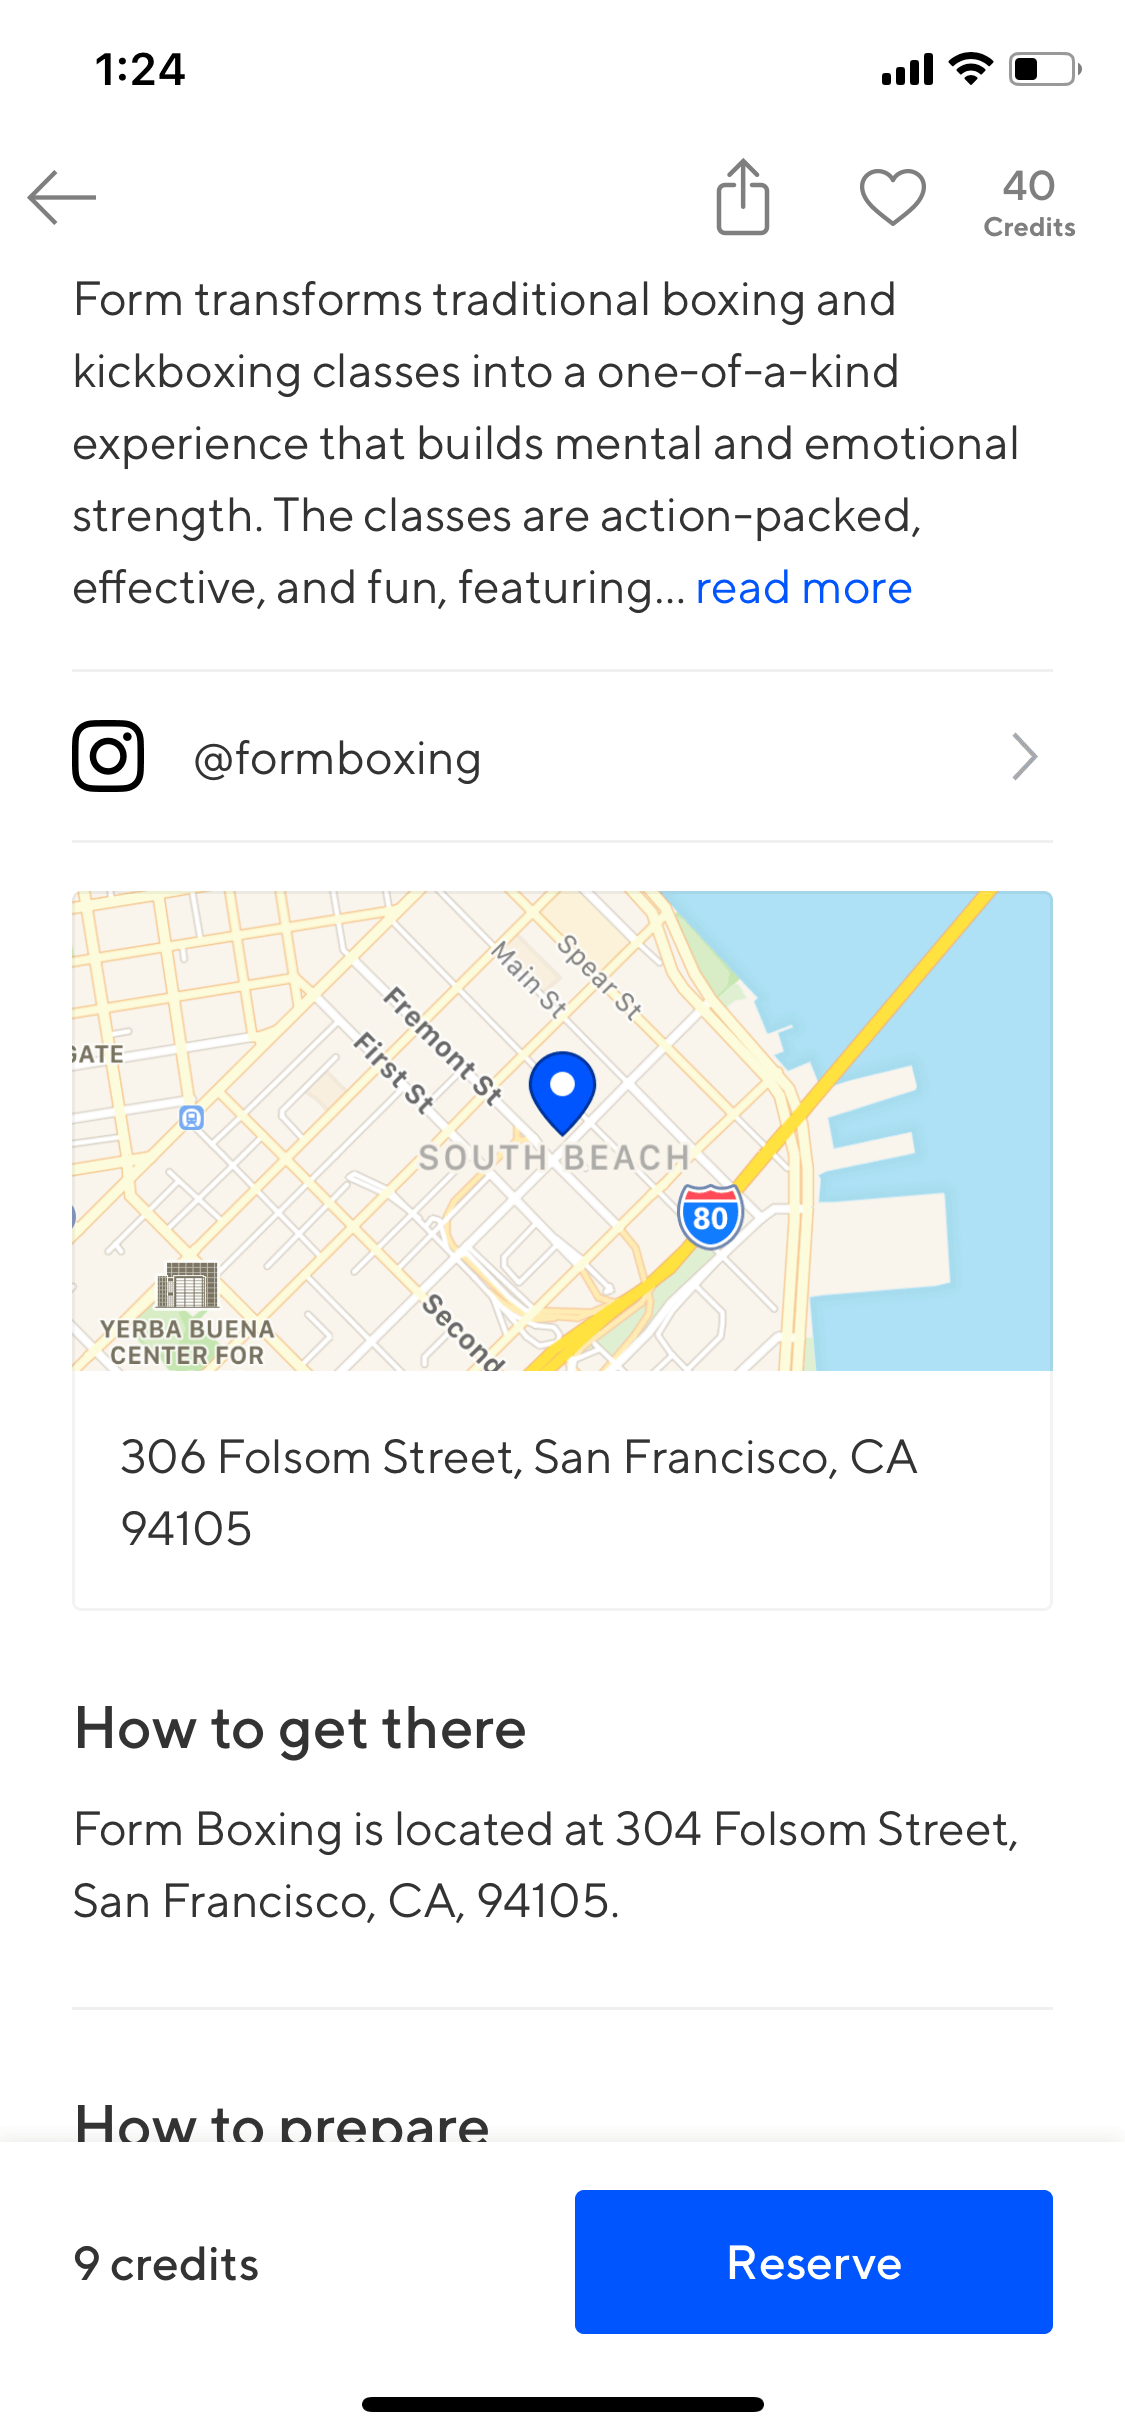 1:24
40
Credits
Form transforms traditional boxing and
kickboxing classes into a one-of-a-kind
experience that builds mental and emotional
strength. The classes are action-packed,
effective, and fun, featuring... read more
@formboxing
Main St
Spear St
Fremont St
First St
GATE
SOUTH BEACH
80
YERBA BUENA
CENTER FOR
Second
306 Folsom Street, San Francisco, CA
94105
How to get there
Form Boxing is located at 304 Folsom Street,
San Francisco, CA, 94105.
How to prepare
9 credits
Reserve